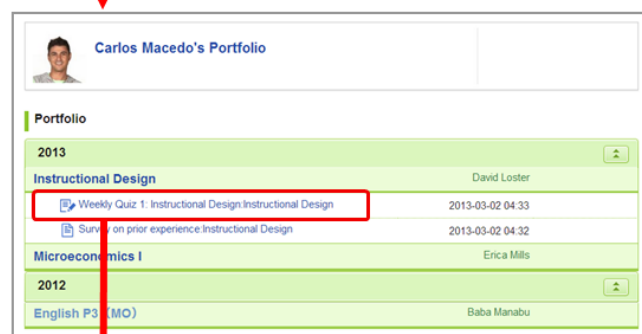 Carlos Macedo's Portfolio
Portfolio
2013
Instructional Design David Loster
Weekly Quiz 1: Instructional Design:Instructional Design 2013-03-02 04:33
Survey on prior experience:Instructional Design 2013-03-02 04:32
Microeconomics I Erica Mills
2012
English P3 (MO) Baba Manabu